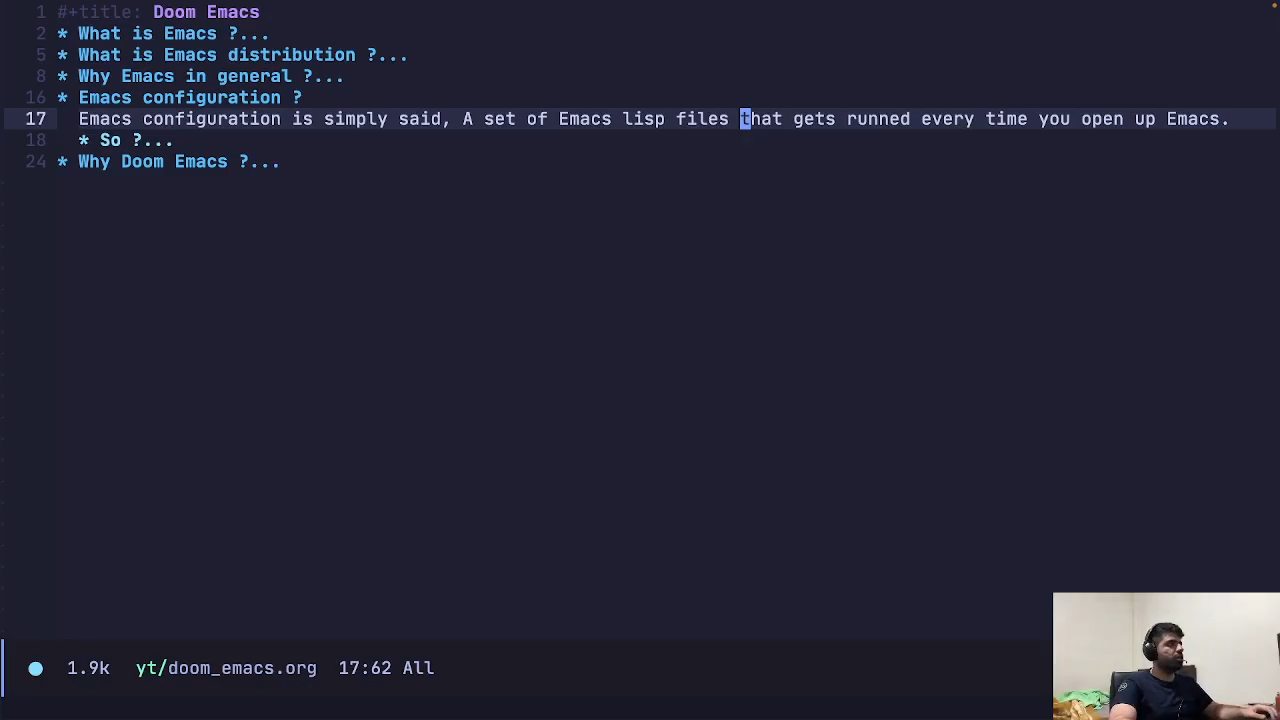 1 #+title: Doom Emacs
2 * What is Emacs ?...
5 * What is Emacs distribution ?...
8 * Why Emacs in general ?...
16 * Emacs configuration ?
17 Emacs configuration is simply said, A set of Emacs lisp files that gets runned every time you open up Emacs.
18 * So ?...
24 * Why Doom Emacs ?...
1.9k yt/doom_emacs.org 17:62 All